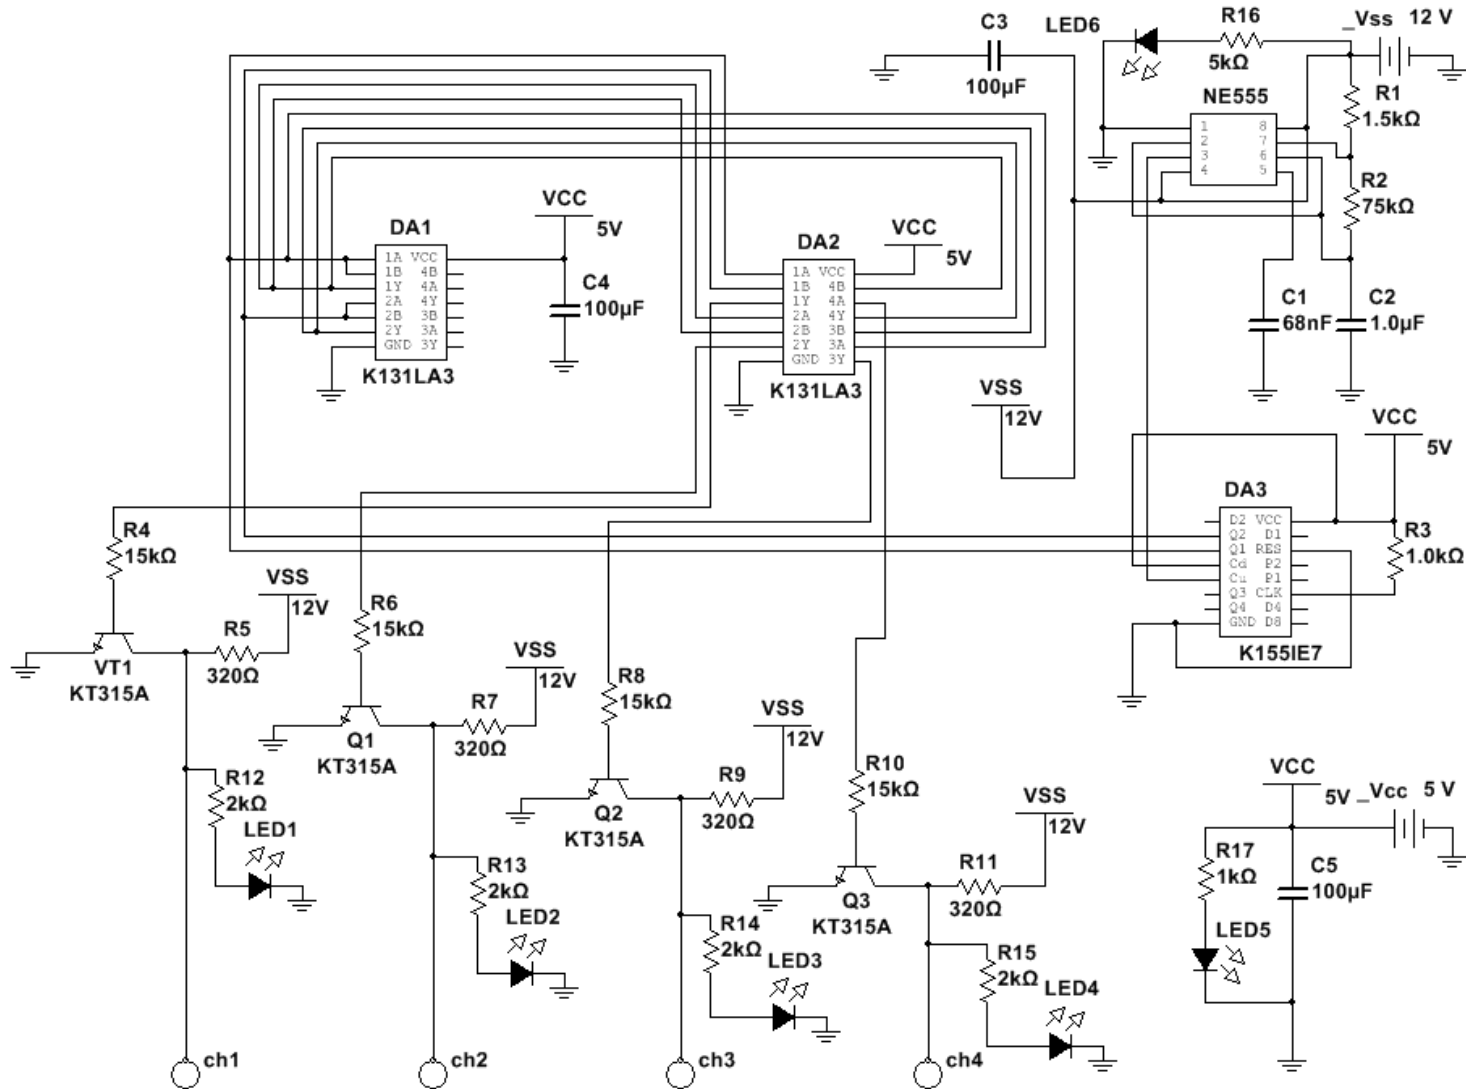 C3
100µF
LED6
R16
5kΩ
_Vss 12 V
NE555
1 8
2 7
3 6
4 5
R1
1.5kΩ
R2
75kΩ
C1
68nF
C2
1.0µF
DA1
1A VCC
1B 4B
1Y 4A
2A 4Y
2B 3B
2Y 3A
GND 3Y
K131LA3
VCC
5V
C4
100µF
DA2
1A VCC
1B 4B
1Y 4A
2A 4Y
2B 3B
2Y 3A
GND 3Y
K131LA3
VCC
5V
VSS
12V
VCC
5V
DA3
D2 VCC
Q2 D1
Q1 RES
Cd P2
Cu P1
Q3 CLK
Q4 D4
GND D8
K155IE7
R3
1.0kΩ
R4
15kΩ
VT1
KT315A
R5
320Ω
VSS
12V
R6
15kΩ
Q1
KT315A
R7
320Ω
VSS
12V
R8
15kΩ
Q2
KT315A
R9
320Ω
VSS
12V
R10
15kΩ
Q3
KT315A
R11
320Ω
VSS
12V
R12
2kΩ
LED1
R13
2kΩ
LED2
R14
2kΩ
LED3
R15
2kΩ
LED4
VCC
5V
_Vcc 5 V
R17
1kΩ
C5
100µF
LED5
ch1
ch2
ch3
ch4